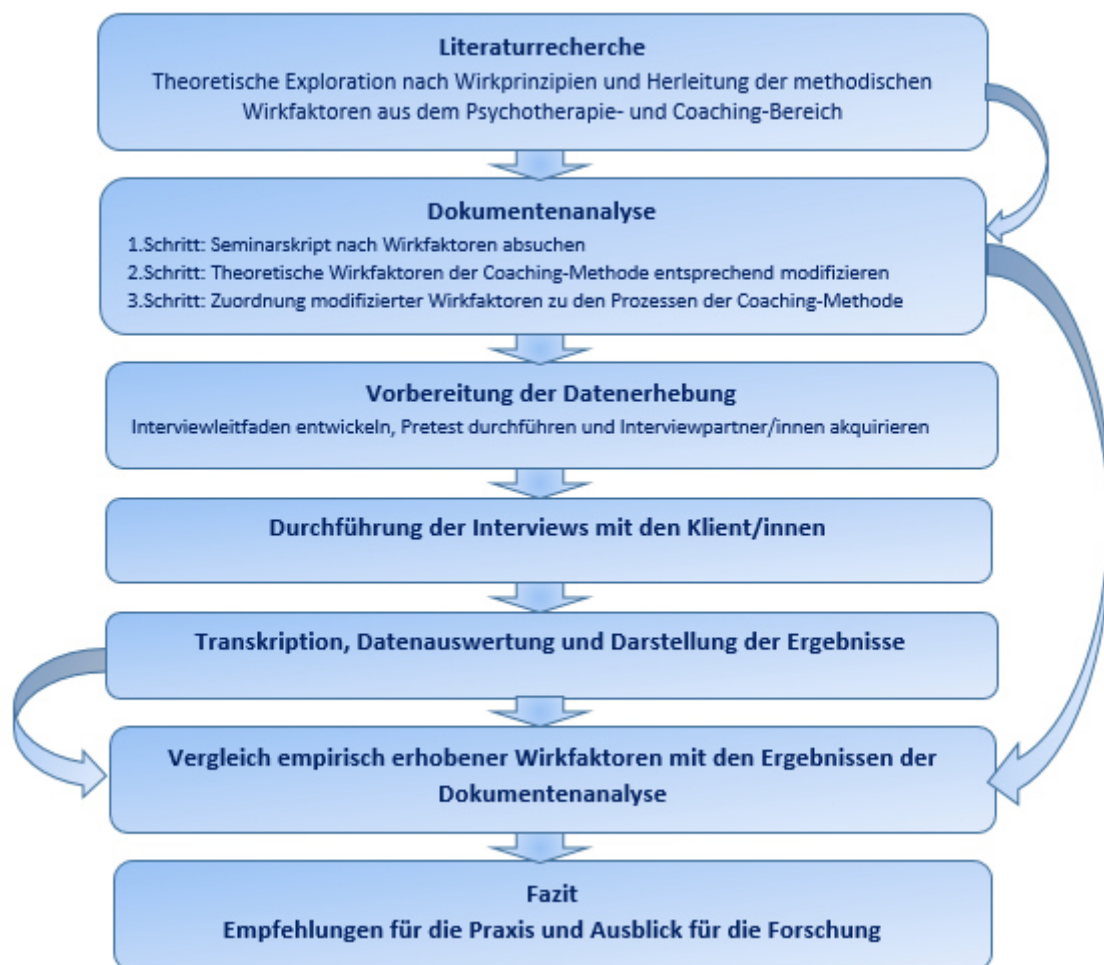 Literaturrecherche
Theoretische Exploration nach Wirkprinzipien und Herleitung der methodischen
Wirkfaktoren aus dem Psychotherapie- und Coaching-Bereich
Dokumentenanalyse
1.Schritt: Seminarskript nach Wirkfaktoren absuchen
2.Schritt: Theoretische Wirkfaktoren der Coaching-Methode entsprechend modifizieren
3.Schritt: Zuordnung modifizierter Wirkfaktoren zu den Prozessen der Coaching-Methode
Vorbereitung der Datenerhebung
Interviewleitfaden entwickeln, Pretest durchführen und Interviewpartner/innen akquirieren
Durchführung der Interviews mit den Klient/innen
Transkription, Datenauswertung und Darstellung der Ergebnisse
Vergleich empirisch erhobener Wirkfaktoren mit den Ergebnissen der
Dokumentenanalyse
Fazit
Empfehlungen für die Praxis und Ausblick für die Forschung